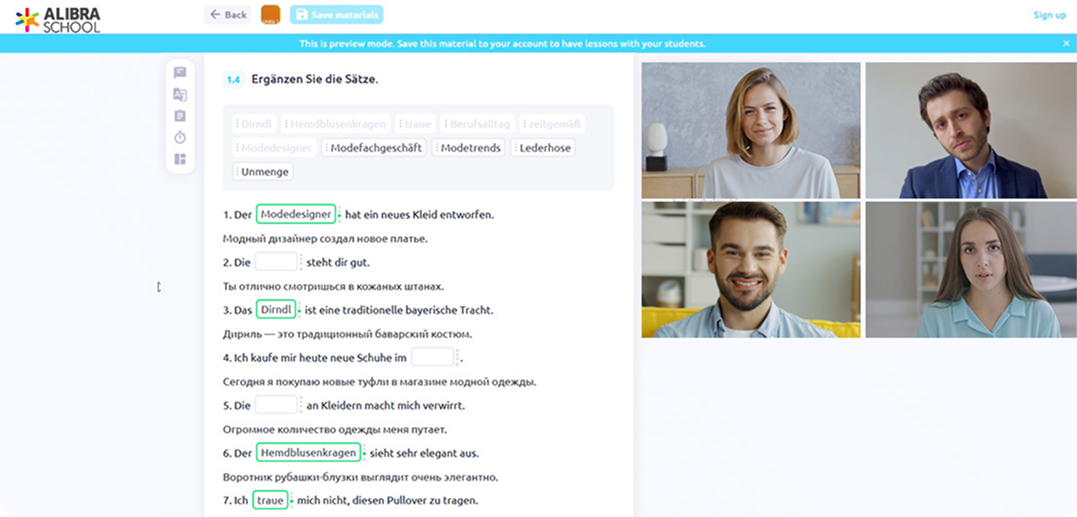 ALIBRA
SCHOOL
Back
Save materials
Sign up
This is preview mode. Save this material to your account to have lessons with your students.
1.4 Ergänzen Sie die Sätze.
Dirndl Hemdblusenkragen traue Berufsalltag zeitgemäß
Modedesigner Modefachgeschäft Modetrends Lederhose
Unmenge
1. Der Modedesigner hat ein neues Kleid entworfen.
Модный дизайнер создал новое платье.
2. Die steht dir gut.
Ты отлично смотришься в кожаных штанах.
3. Das Dirndl ist eine traditionelle bayerische Tracht.
Дирнль — это традиционный баварский костюм.
4. Ich kaufe mir heute neue Schuhe im .
Сегодня я покупаю новые туфли в магазине модной одежды.
5. Die an Kleidern macht mich verwirrt.
Огромное количество одежды меня путает.
6. Der Hemdblusenkragen sieht sehr elegant aus.
Воротник рубашки-блузки выглядит очень элегантно.
7. Ich traue mich nicht, diesen Pullover zu tragen.